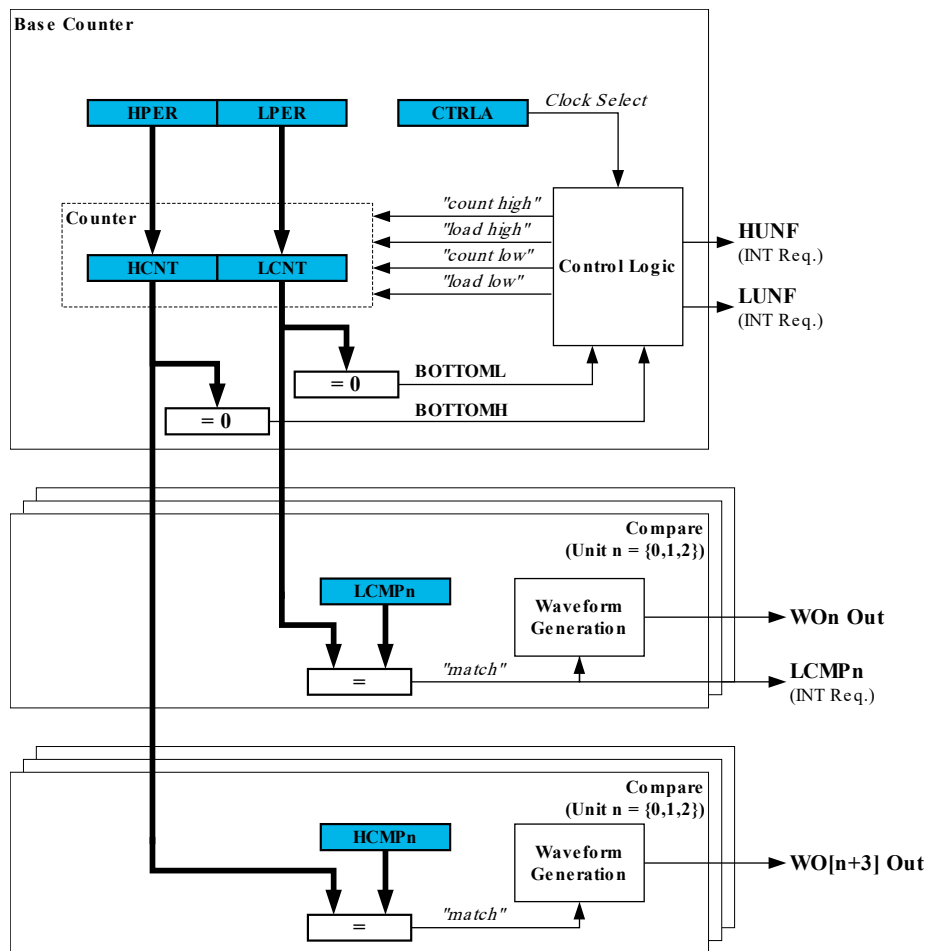 Base Counter
HPER
LPER
CTRLA
Clock Select
Counter
"count high"
"load high"
"count low"
"load low"
HCNT
LCNT
Control Logic
HUNF
(INT Req.)
LUNF
(INT Req.)
= 0
BOTTOML
= 0
BOTTOMH
Compare
(Unit n = {0,1,2})
LCMPn
Waveform
Generation
WOn Out
=
"match"
LCMPn
(INT Req.)
Compare
(Unit n = {0,1,2})
HCMPn
Waveform
Generation
WO[n+3] Out
=
"match"